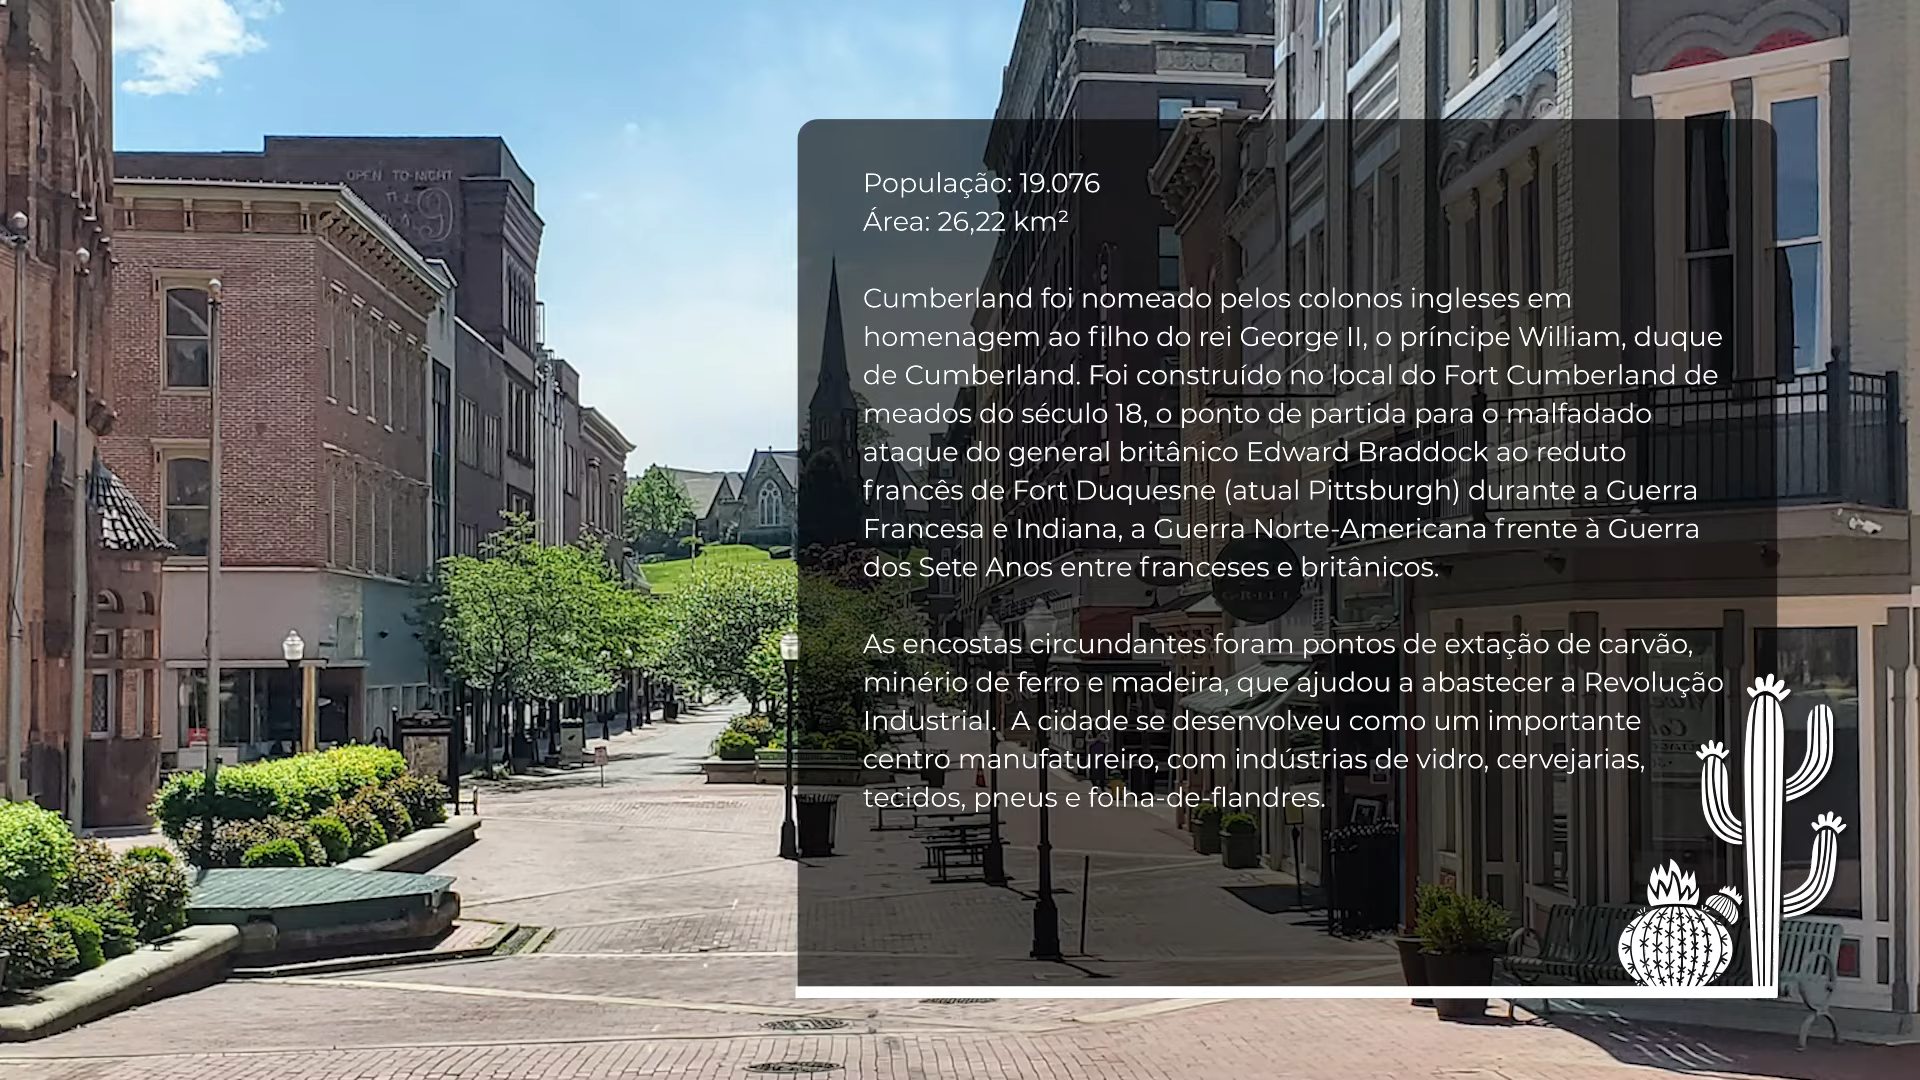 OPEN TO-NIGHT
População: 19.076
Área: 26,22 km²
Cumberland foi nomeado pelos colonos ingleses em
homenagem ao filho do rei George II, o príncipe William, duque
de Cumberland. Foi construído no local do Fort Cumberland de
meados do século 18, o ponto de partida para o malfadado
ataque do general britânico Edward Braddock ao reduto
francês de Fort Duquesne (atual Pittsburgh) durante a Guerra
Francesa e Indiana, a Guerra Norte-Americana frente à Guerra
dos Sete Anos entre franceses e britânicos.
As encostas circundantes foram pontos de extação de carvão,
minério de ferro e madeira, que ajudou a abastecer a Revolução
Industrial.  A cidade se desenvolveu como um importante
centro manufatureiro, com indústrias de vidro, cervejarias,
tecidos, pneus e folha-de-flandres.
GRILL